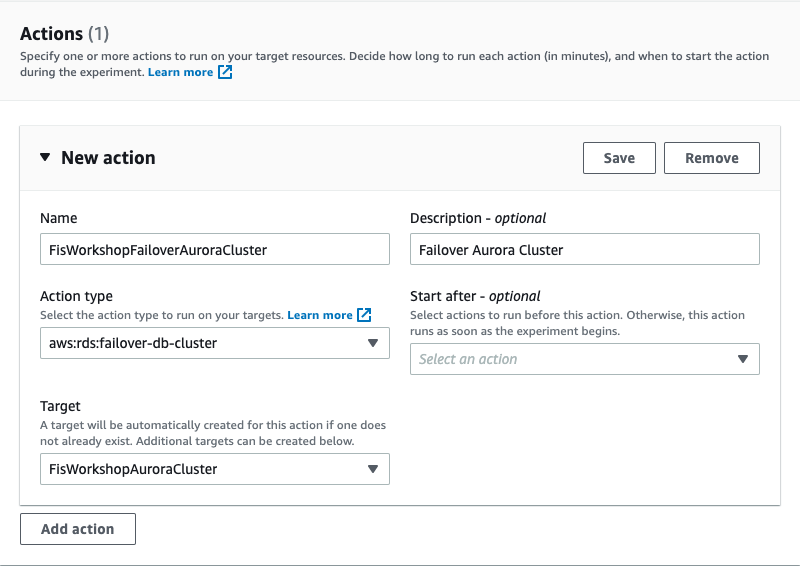 Actions (1)
Specify one or more actions to run on your target resources. Decide how long to run each action (in minutes), and when to start the action
during the experiment. Learn more
New action
Save
Remove
Name
Description - optional
FisWorkshopFailoverAuroraCluster
Failover Aurora Cluster
Action type
Select the action type to run on your targets. Learn more
aws:rds:failover-db-cluster
Start after - optional
Select actions to run before this action. Otherwise, this action
runs as soon as the experiment begins.
Select an action
Target
A target will be automatically created for this action if one does
not already exist. Additional targets can be created below.
FisWorkshopAuroraCluster
Add action